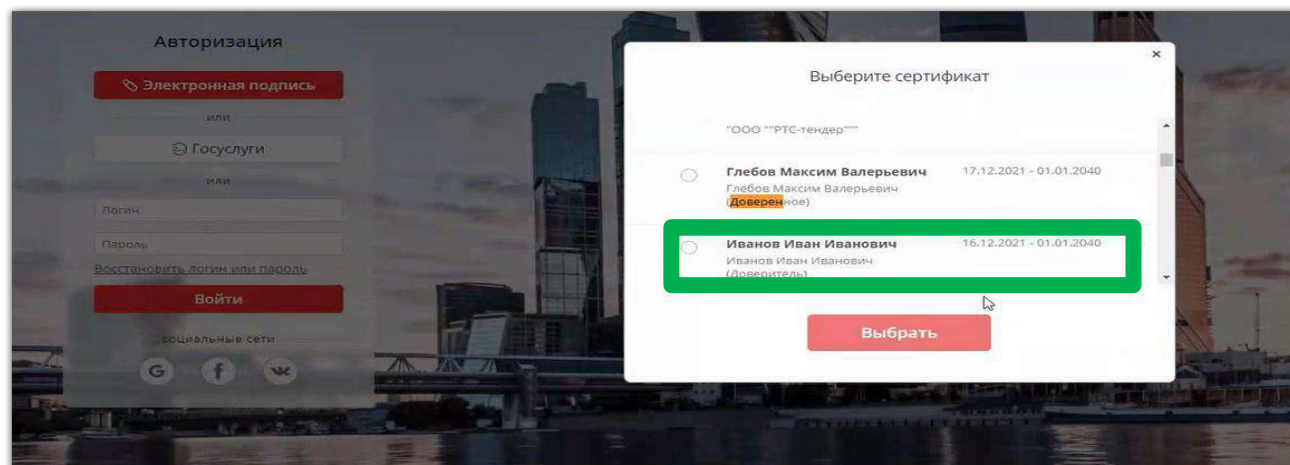 Авторизация
Электронная подпись
или
Госуслуги
или
Логин
Пароль
Восстановить логин или пароль
Войти
социальные сети
G f
Выберите сертификат
"ООО ""РТС-тендер"""
Глебов Максим Валерьевич 17.12.2021 - 01.01.2040
Глебов Максим Валерьевич
(Доверенное)
Иванов Иван Иванович 16.12.2021 - 01.01.2040
Иванов Иван Иванович
(Доверитель)
Выбрать